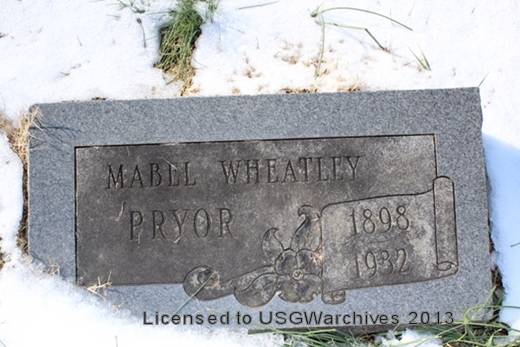 MABEL WHEATLEY
PRYOR
1898
1932
Licensed to USGWarchives 2013